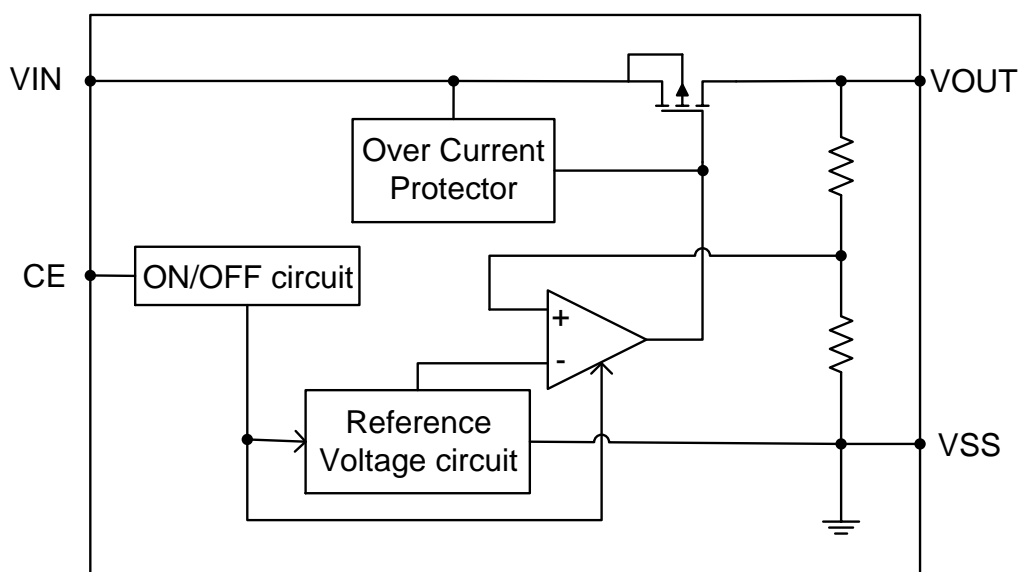 VIN
VOUT
Over Current
Protector
CE
ON/OFF circuit
+
-
Reference
Voltage circuit
VSS